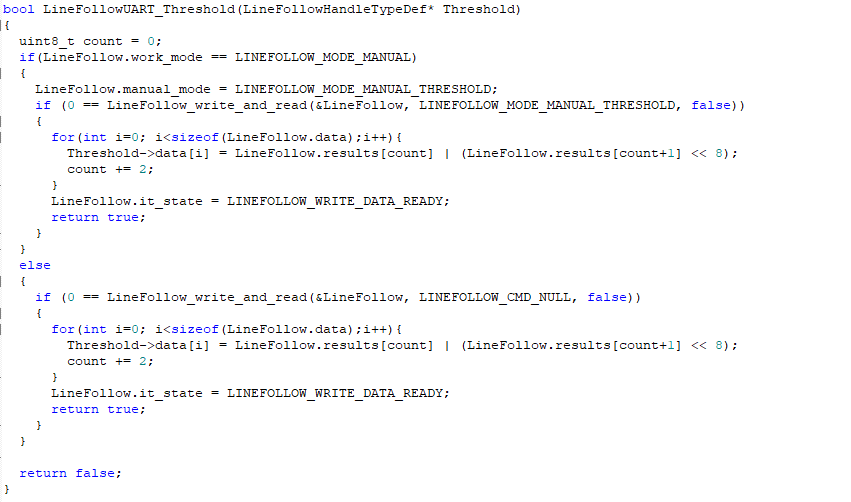 bool LineFollowUART_Threshold(LineFollowHandleTypeDef* Threshold)
{
  uint8_t count = 0;
  if(LineFollow.work_mode == LINEFOLLOW_MODE_MANUAL)
  {
    LineFollow.manual_mode = LINEFOLLOW_MODE_MANUAL_THRESHOLD;
    if (0 == LineFollow_write_and_read(&LineFollow, LINEFOLLOW_MODE_MANUAL_THRESHOLD, false))
    {
      for(int i=0; i<sizeof(LineFollow.data);i++){
        Threshold->data[i] = LineFollow.results[count] | (LineFollow.results[count+1] << 8);
        count += 2;
      }
      LineFollow.it_state = LINEFOLLOW_WRITE_DATA_READY;
      return true;
    }
  }
  else
  {
    if (0 == LineFollow_write_and_read(&LineFollow, LINEFOLLOW_CMD_NULL, false))
    {
      for(int i=0; i<sizeof(LineFollow.data);i++){
        Threshold->data[i] = LineFollow.results[count] | (LineFollow.results[count+1] << 8);
        count += 2;
      }
      LineFollow.it_state = LINEFOLLOW_WRITE_DATA_READY;
      return true;
    }
  }

  return false;
}